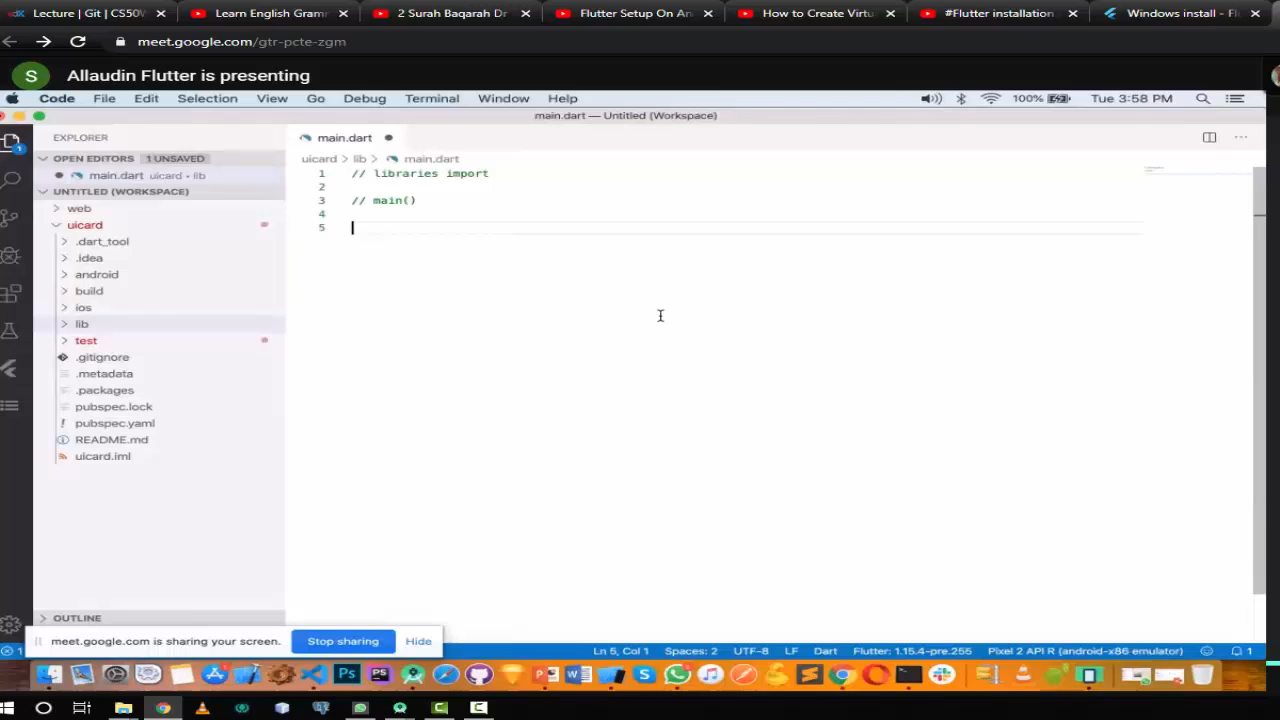 Lecture | Git | CS50W
Learn English Gramm
2 Surah Baqarah Dr
Flutter Setup On An
How to Create Virtu
#Flutter installation
Windows install - Flu
meet.google.com/gtr-pcte-zgm
S
Allaudin Flutter is presenting
Code File Edit Selection View Go Debug Terminal Window Help
100% Tue 3:58 PM
main.dart — Untitled (Workspace)
EXPLORER
main.dart
OPEN EDITORS 1 UNSAVED
main.dart uicard • lib
uicard > lib > main.dart
1 // libraries import
2
3 // main()
4
5
UNTITLED (WORKSPACE)
web
uicard
.dart_tool
.idea
android
build
ios
lib
test
.gitignore
.metadata
.packages
pubspec.lock
pubspec.yaml
README.md
uicard.iml
OUTLINE
meet.google.com is sharing your screen. Stop sharing Hide
1 Ln 5, Col 1 Spaces: 2 UTF-8 LF Dart Flutter: 1.15.4-pre.255 Pixel 2 API R (android-x86 emulator) 1
Ps PS